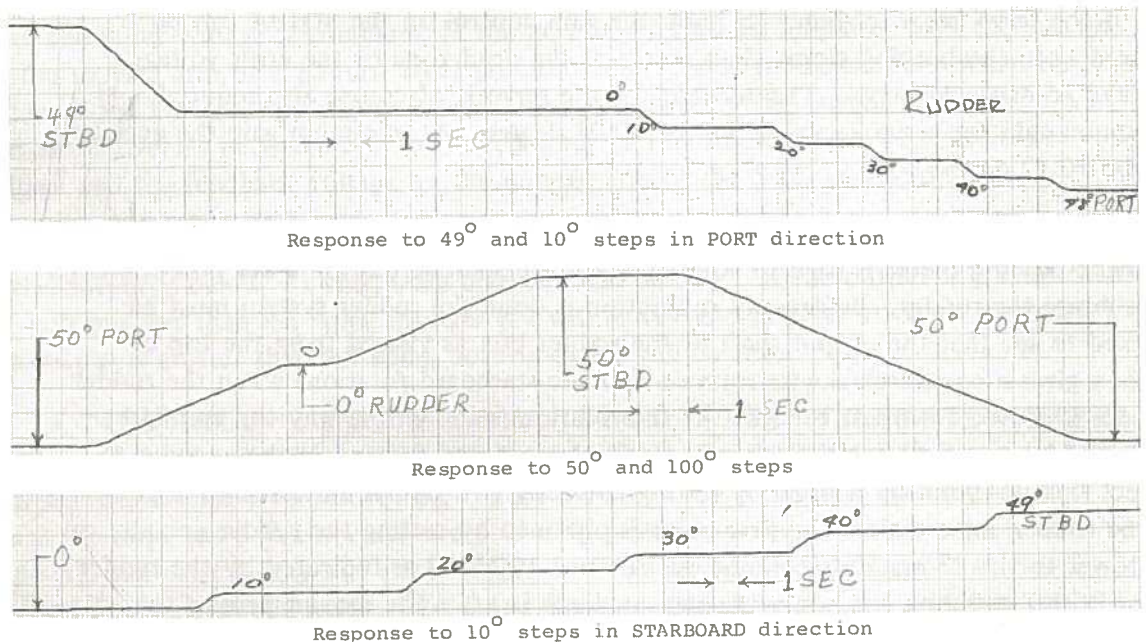 49°
STBD
1 SEC
0°
10°
20°
30°
40°
RUDDER
PORT
Response to 49° and 10° steps in PORT direction
50° PORT
0
0° RUDDER
50°
STBD
1 SEC
50° PORT
Response to 50° and 100° steps
0°
10°
20°
30°
40°
49°
STBD
1 SEC
Response to 10° steps in STARBOARD direction